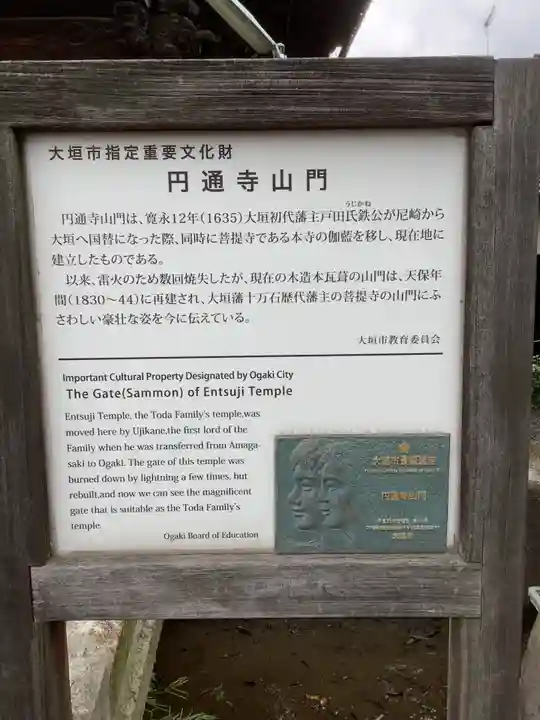 大垣市指定重要文化財
円通寺山門
うじかね
円通寺山門は、寛永12年(1635)大垣初代藩主戸田氏鉄公が尼崎から
大垣へ国替になった際、同時に菩提寺である本寺の伽藍を移し、現在地に
建立したものである。
以来、雷火のため数回焼失したが、現在の木造本瓦葺の山門は、天保年
間(1830〜44)に再建され、大垣藩十万石歴代藩主の菩提寺の山門にふ
さわしい豪壮な姿を今に伝えている。
大垣市教育委員会
Important Cultural Property Designated by Ogaki City
The Gate(Sammon) of Entsuji Temple
Entsuji Temple, the Toda Family's temple,was
moved here by Ujikane,the first lord of the
Family when he was transferred from Amaga-
saki to Ogaki. The gate of this temple was
burned down by lightning a few times, but
rebuilt,and now we can see the magnificent
gate that is suitable as the Toda Family's
temple.
Ogaki Board of Education
円通寺山門
大垣市